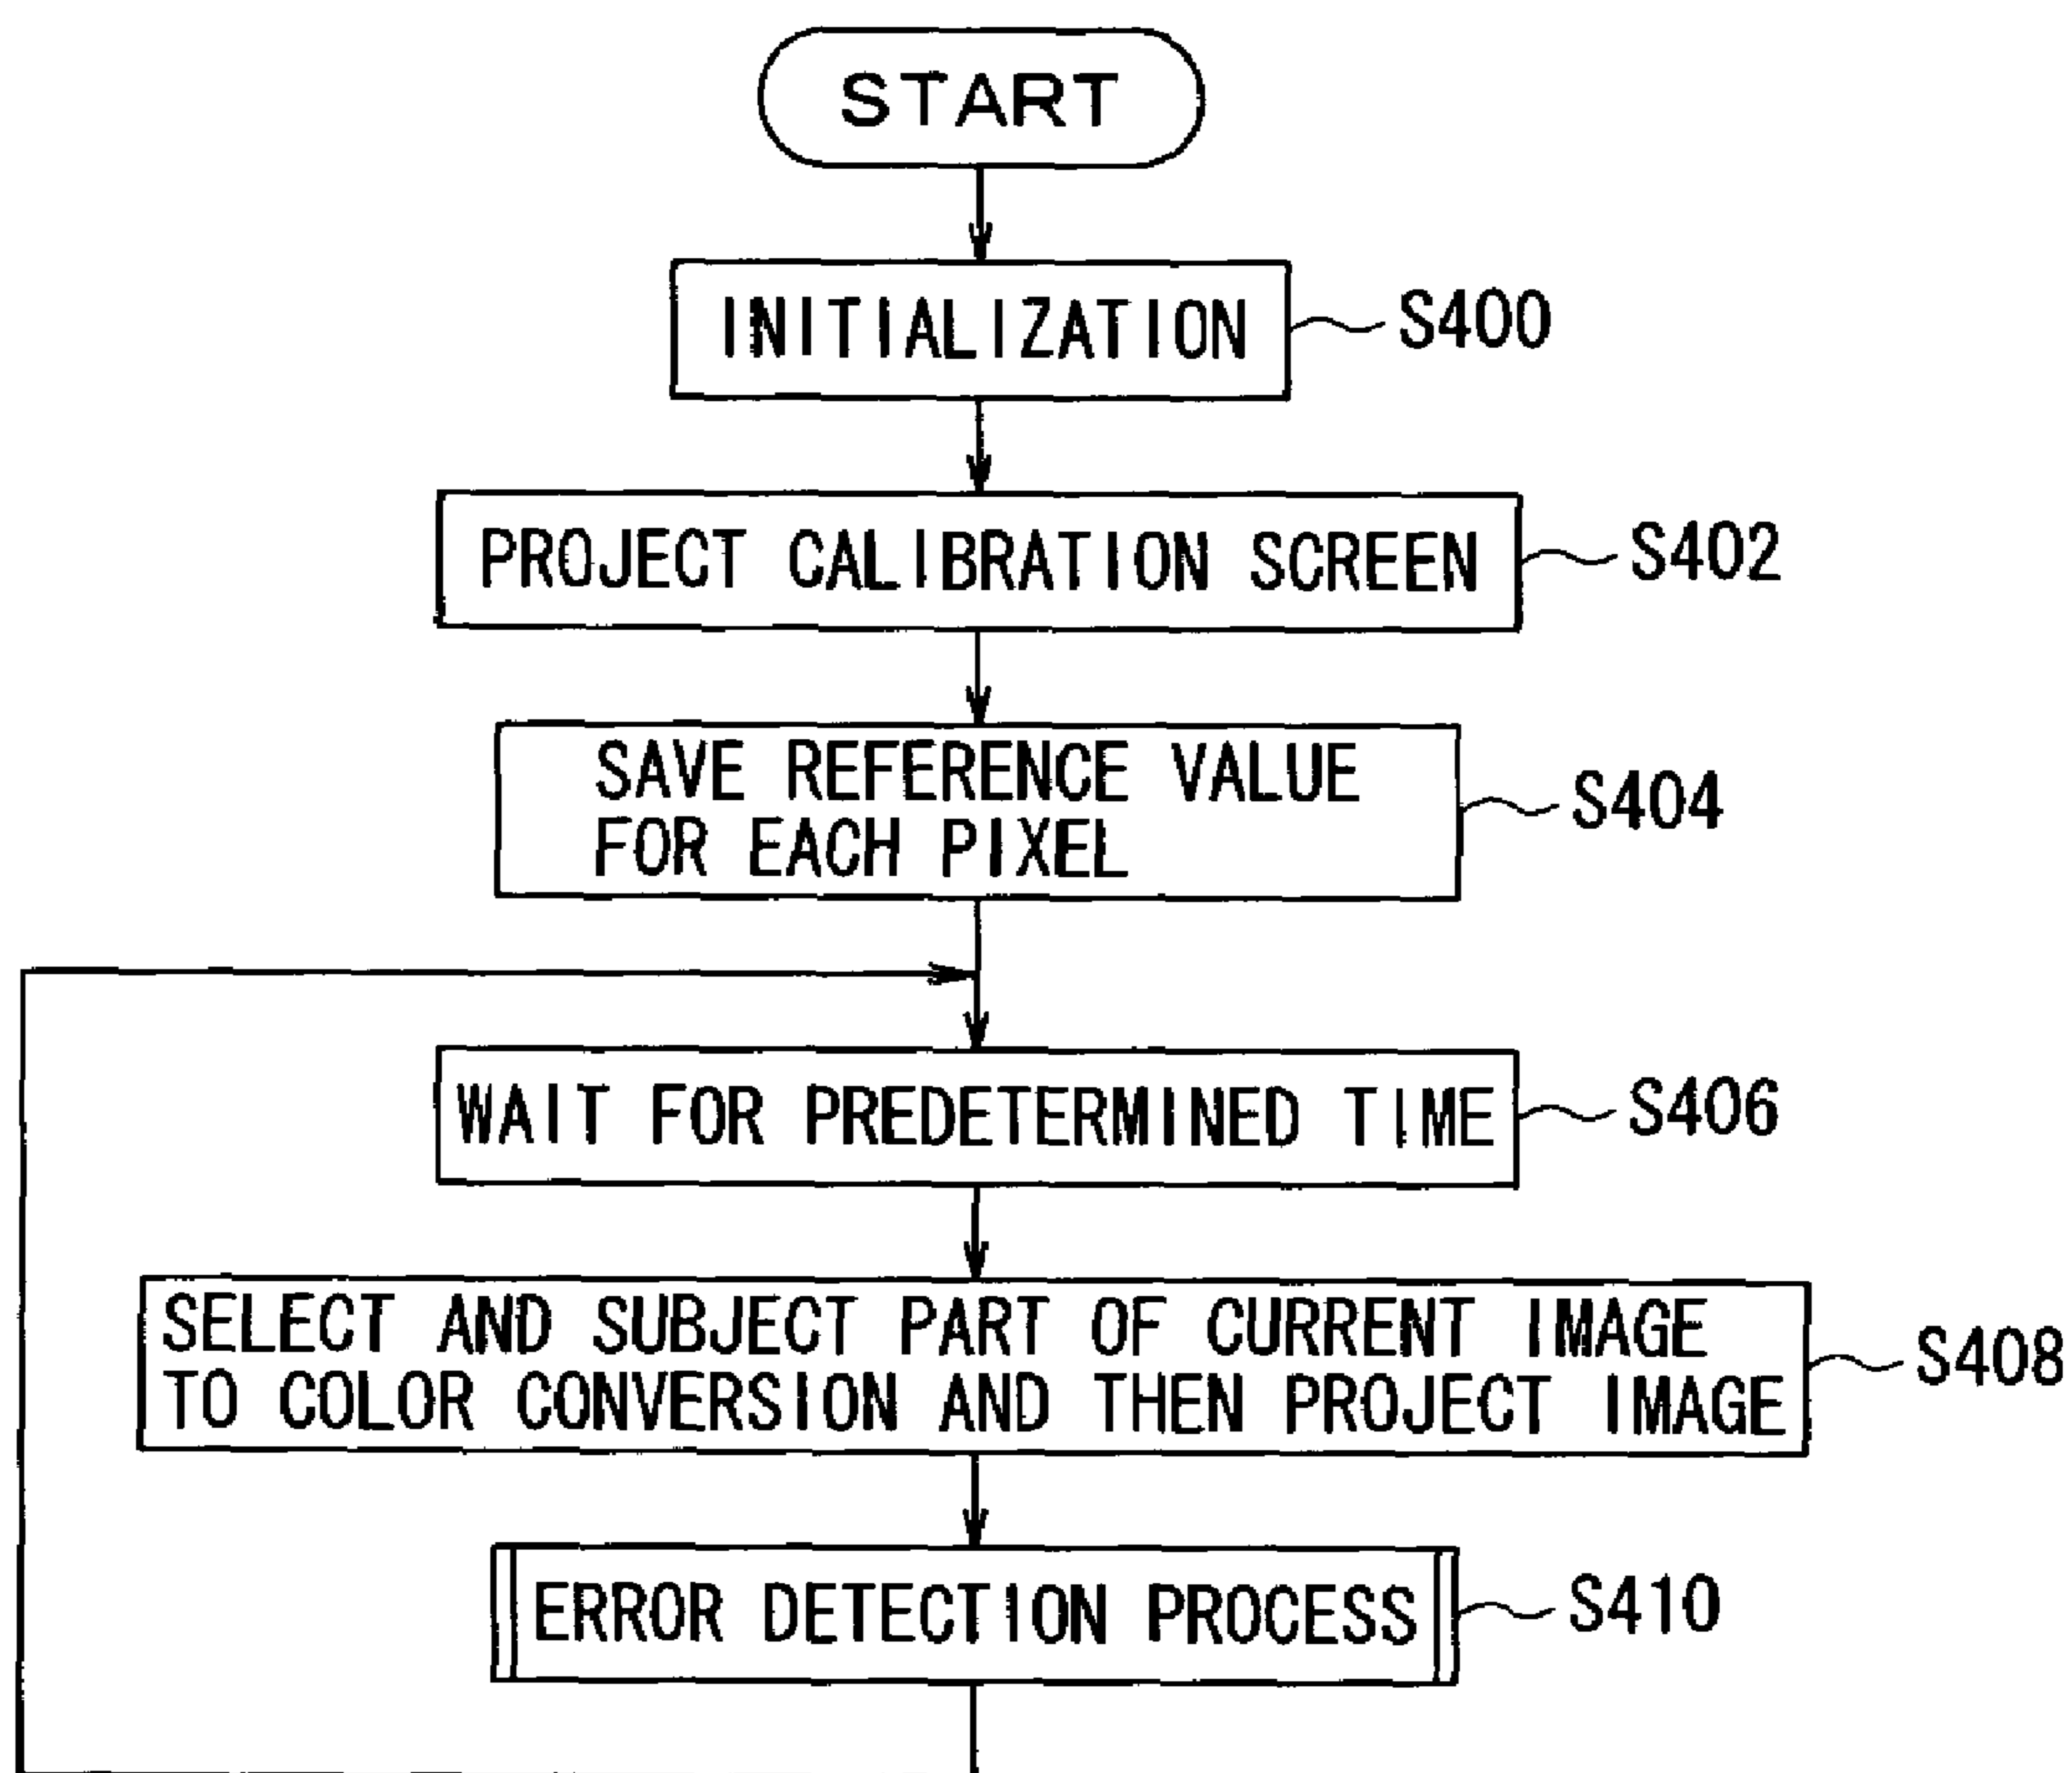 START
INITIALIZATION
S400
PROJECT CALIBRATION SCREEN
S402
SAVE REFERENCE VALUE
FOR EACH PIXEL
S404
WAIT FOR PREDETERMINED TIME
S406
SELECT AND SUBJECT PART OF CURRENT IMAGE
TO COLOR CONVERSION AND THEN PROJECT IMAGE
S408
ERROR DETECTION PROCESS
S410